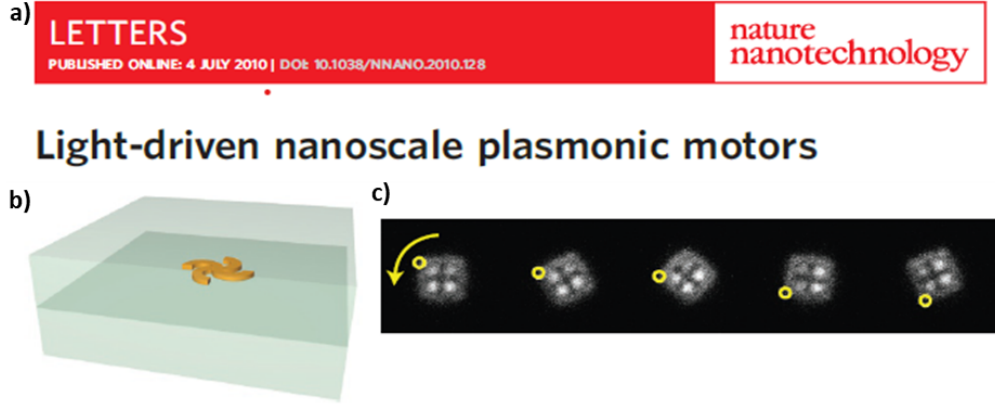 a)
LETTERS
PUBLISHED ONLINE: 4 JULY 2010 | DOI: 10.1038/NNANO.2010.128
nature
nanotechnology
Light-driven nanoscale plasmonic motors
b)
c)